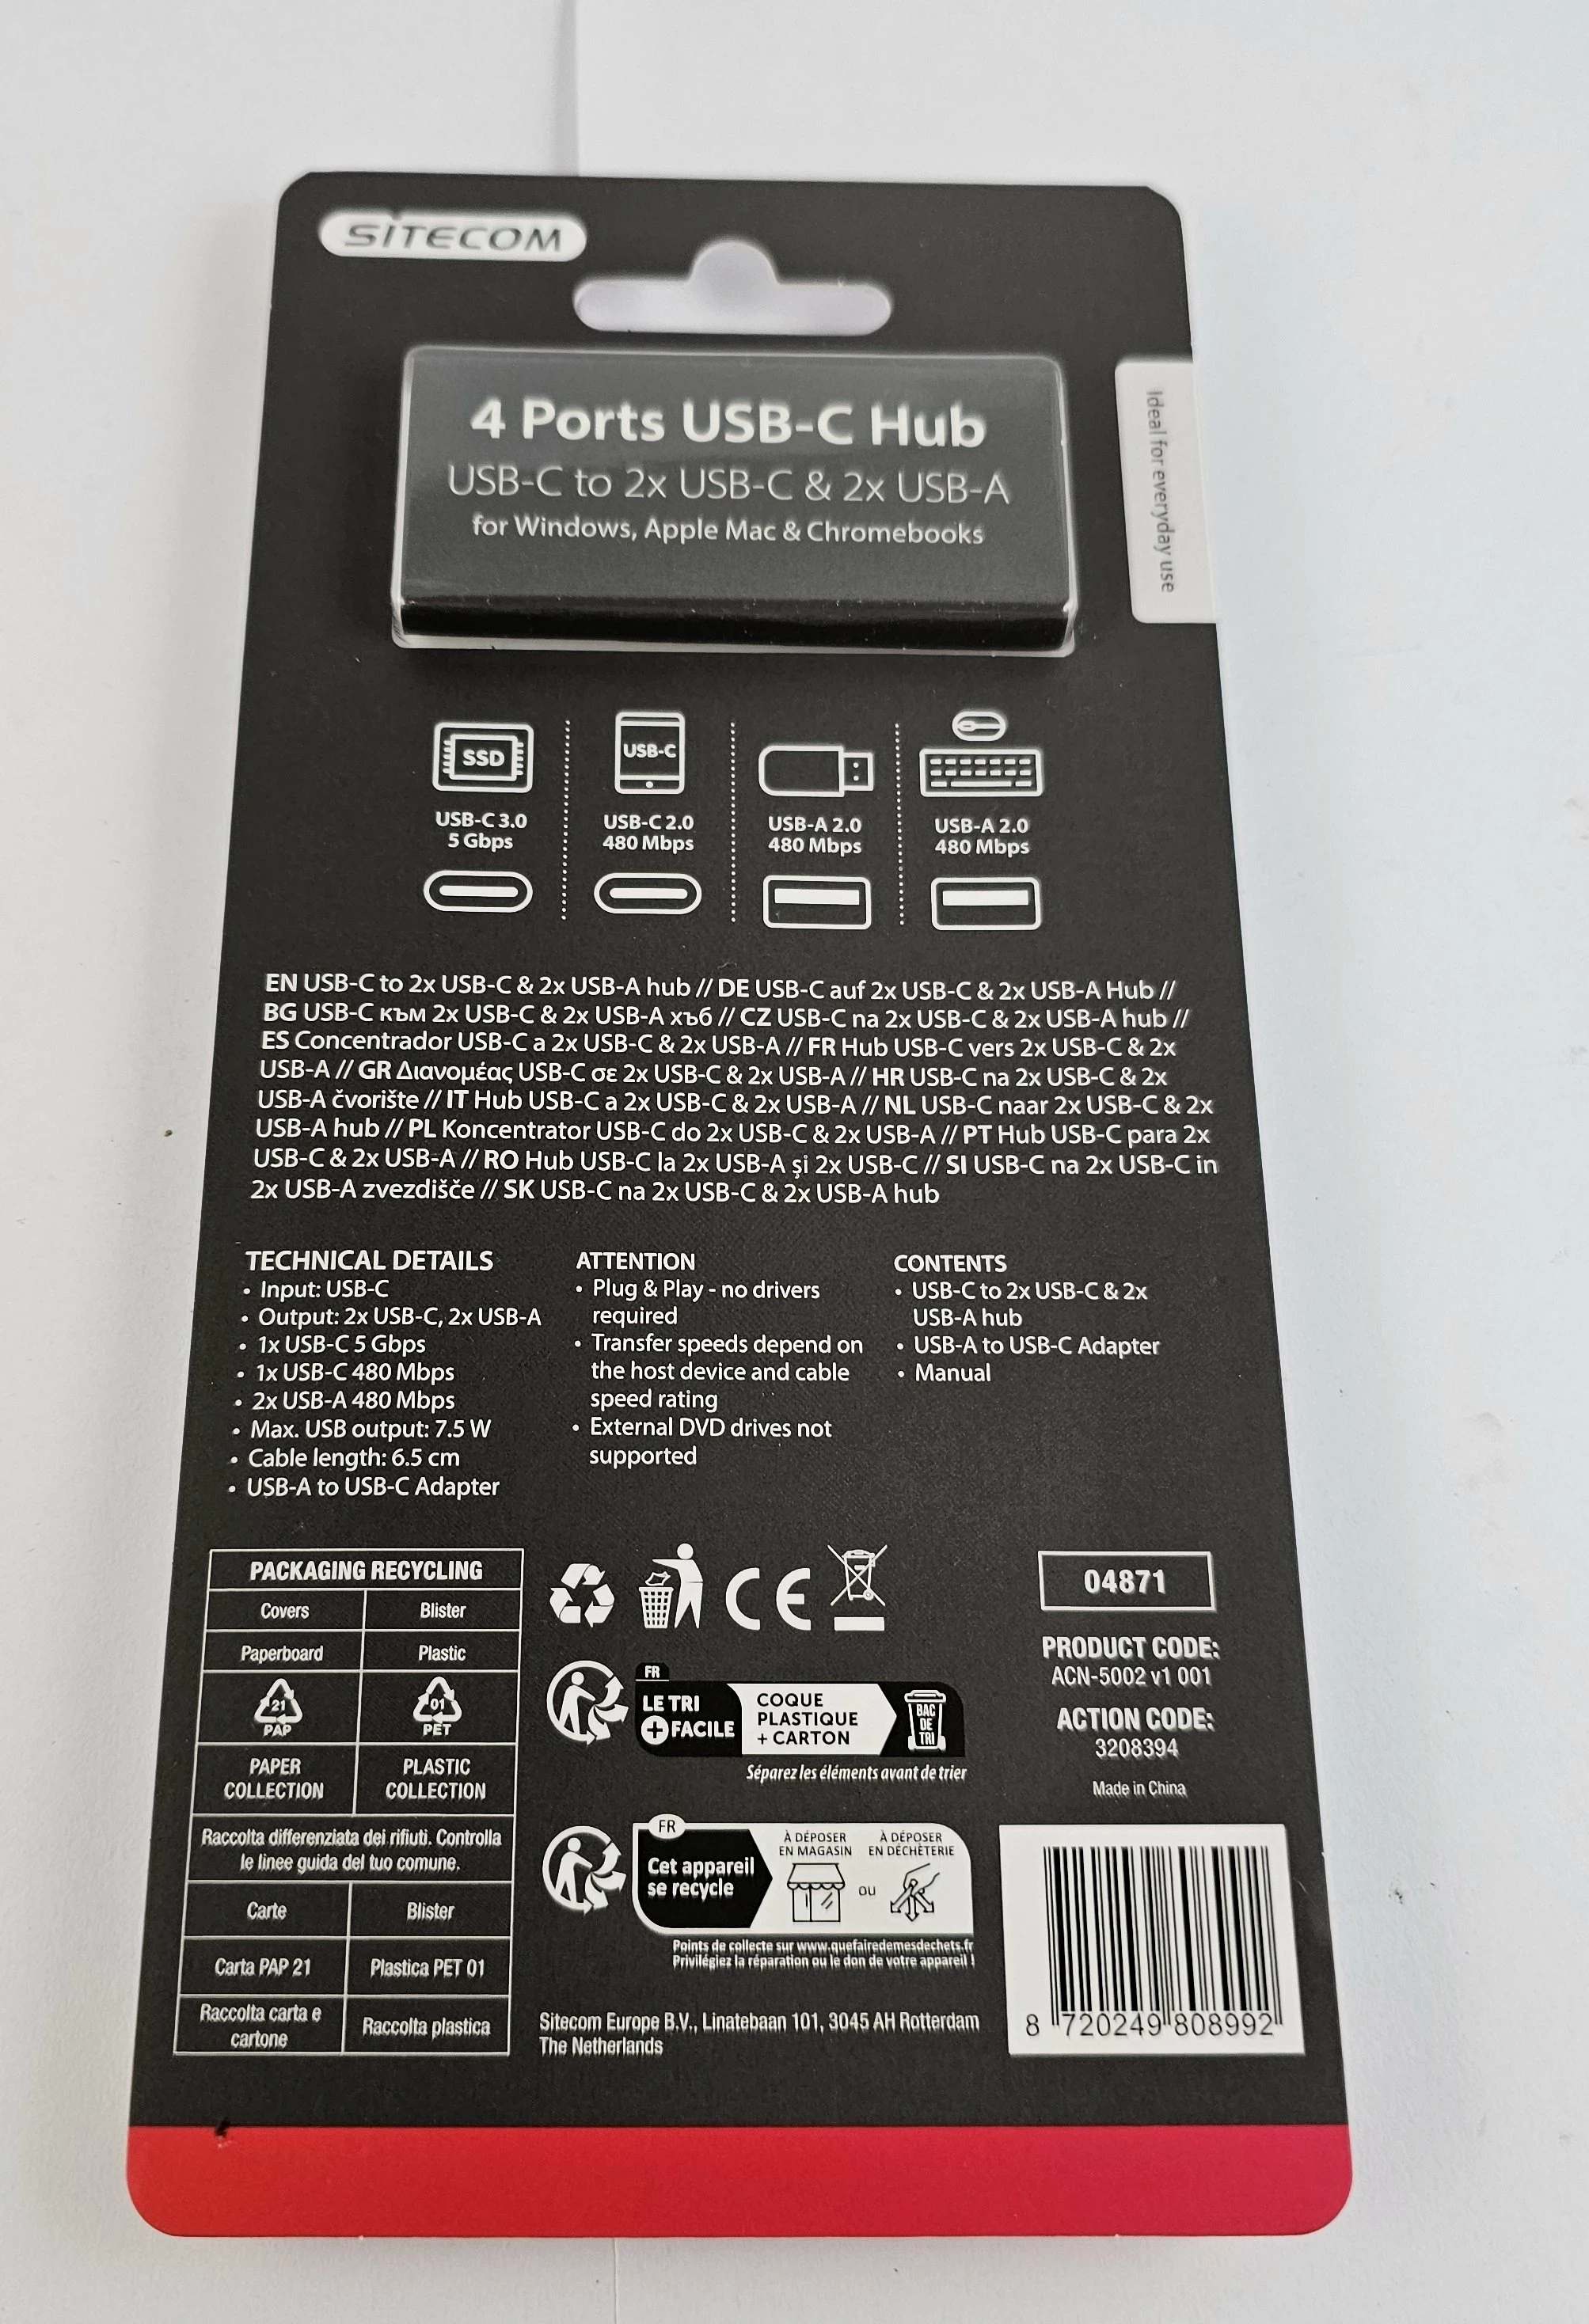 SITECOM
4 Ports USB-C Hub
USB-C to 2x USB-C & 2x USB-A
for Windows, Apple Mac & Chromebooks
Ideal for everyday use
SSD
USB-C 3.0
5 Gbps
USB-C
USB-C 2.0
480 Mbps
USB-A 2.0
480 Mbps
USB-A 2.0
480 Mbps
EN USB-C to 2x USB-C & 2x USB-A hub // DE USB-C auf 2x USB-C & 2x USB-A Hub //
BG USB-C към 2x USB-C & 2x USB-A хъб // CZ USB-C na 2x USB-C & 2x USB-A hub //
ES Concentrador USB-C a 2x USB-C & 2x USB-A // FR Hub USB-C vers 2x USB-C & 2x
USB-A // GR Διανομέας USB-C σε 2x USB-C & 2x USB-A // HR USB-C na 2x USB-C & 2x
USB-A čvorište // IT Hub USB-C a 2x USB-C & 2x USB-A // NL USB-C naar 2x USB-C & 2x
USB-A hub // PL Koncentrator USB-C do 2x USB-C & 2x USB-A // PT Hub USB-C para 2x
USB-C & 2x USB-A // RO Hub USB-C la 2x USB-A și 2x USB-C // SI USB-C na 2x USB-C in
2x USB-A zvezdišče // SK USB-C na 2x USB-C & 2x USB-A hub
TECHNICAL DETAILS
• Input: USB-C
• Output: 2x USB-C, 2x USB-A
• 1x USB-C 5 Gbps
• 1x USB-C 480 Mbps
• 2x USB-A 480 Mbps
• Max. USB output: 7.5 W
• Cable length: 6.5 cm
• USB-A to USB-C Adapter
ATTENTION
• Plug & Play - no drivers
required
• Transfer speeds depend on
the host device and cable
speed rating
• External DVD drives not
supported
CONTENTS
• USB-C to 2x USB-C & 2x
USB-A hub
• USB-A to USB-C Adapter
• Manual
PACKAGING RECYCLING
Covers
Blister
Paperboard
Plastic
21
PAP
01
PET
PAPER
COLLECTION
PLASTIC
COLLECTION
Raccolta differenziata dei rifiuti. Controlla
le linee guida del tuo comune.
Carte
Blister
Carta PAP 21
Plastica PET 01
Raccolta carta e
cartone
Raccolta plastica
CE
FR
LE TRI
+ FACILE
COQUE
PLASTIQUE
+ CARTON
BAC
DE
TRI
Séparez les éléments avant de trier
FR
Cet appareil
se recycle
À DÉPOSER
EN MAGASIN
OU
À DÉPOSER
EN DÉCHÈTERIE
Points de collecte sur www.quefairedemesdechets.fr
Privilégiez la réparation ou le don de votre appareil !
Sitecom Europe B.V., Linatebaan 101, 3045 AH Rotterdam
The Netherlands
04871
PRODUCT CODE:
ACN-5002 v1 001
ACTION CODE:
3208394
Made in China
8 720249 808992